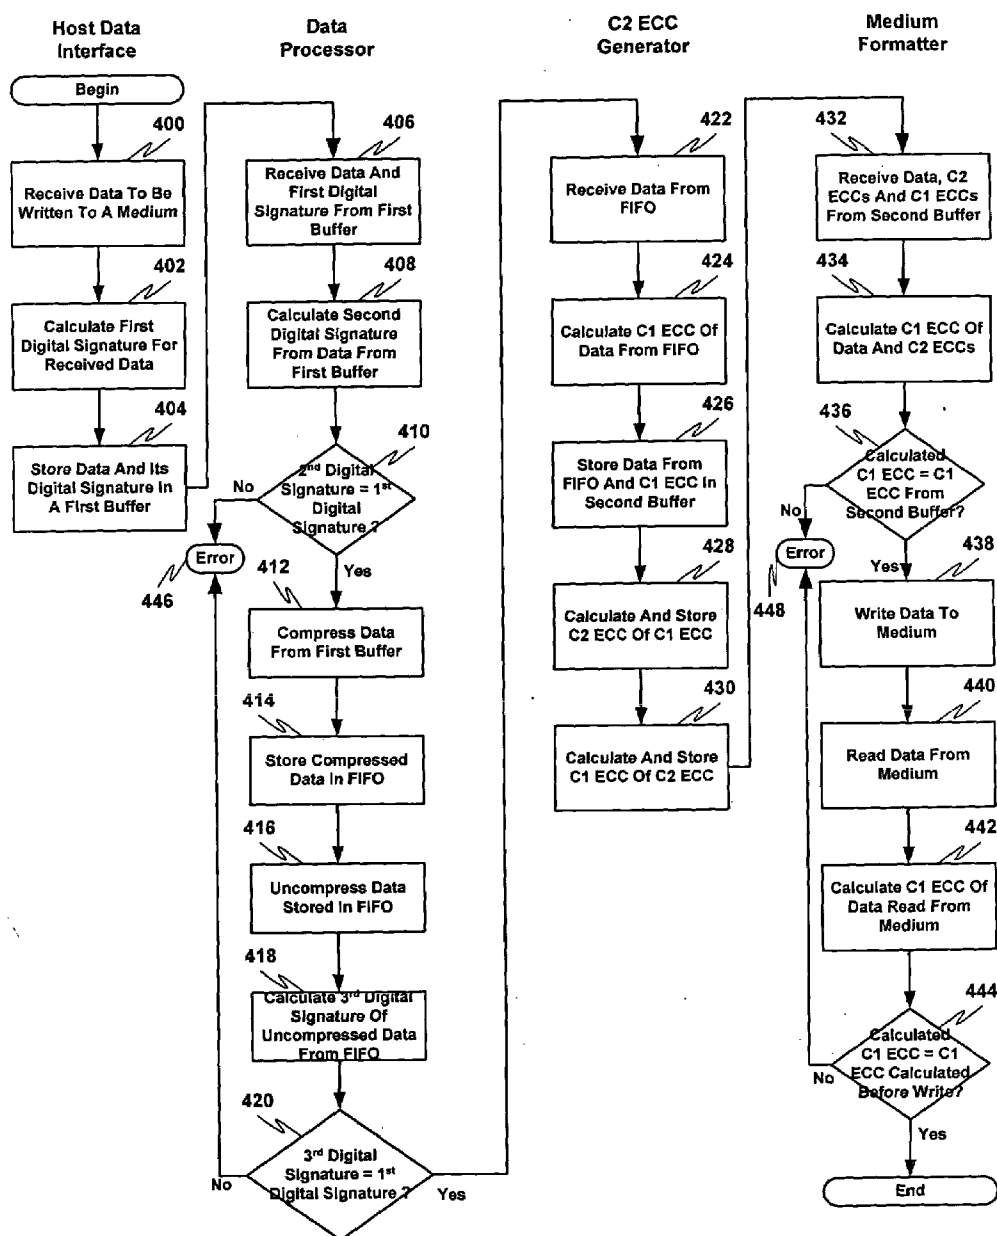 Host Data
Interface
Begin
400
Receive Data To Be
Written To A Medium
402
Calculate First
Digital Signature For
Received Data
404
Store Data And Its
Digital Signature In
A First Buffer
Data
Processor
406
Receive Data And
First Digital
Signature From First
Buffer
408
Calculate Second
Digital Signature
From Data From
First Buffer
410
2nd Digital
Signature = 1st
Digital
Signature ?
No
Yes
Error
446
412
Compress Data
From First Buffer
414
Store Compressed
Data In FIFO
416
Uncompress Data
Stored In FIFO
418
Calculate 3rd Digital
Signature Of
Uncompressed Data
From FIFO
420
3rd Digital
Signature = 1st
Digital Signature ?
No
Yes
C2 ECC
Generator
422
Receive Data From
FIFO
424
Calculate C1 ECC Of
Data From FIFO
426
Store Data From
FIFO And C1 ECC In
Second Buffer
428
Calculate And Store
C2 ECC Of C1 ECC
430
Calculate And Store
C1 ECC Of C2 ECC
Medium
Formatter
432
Receive Data, C2
ECCs And C1 ECCs
From Second Buffer
434
Calculate C1 ECC Of
Data And C2 ECCs
436
Calculated
C1 ECC = C1
ECC From
Second Buffer?
No
Yes
Error
448
438
Write Data To
Medium
440
Read Data From
Medium
442
Calculate C1 ECC Of
Data Read From
Medium
444
Calculated
C1 ECC = C1
ECC Calculated
Before Write?
No
Yes
End